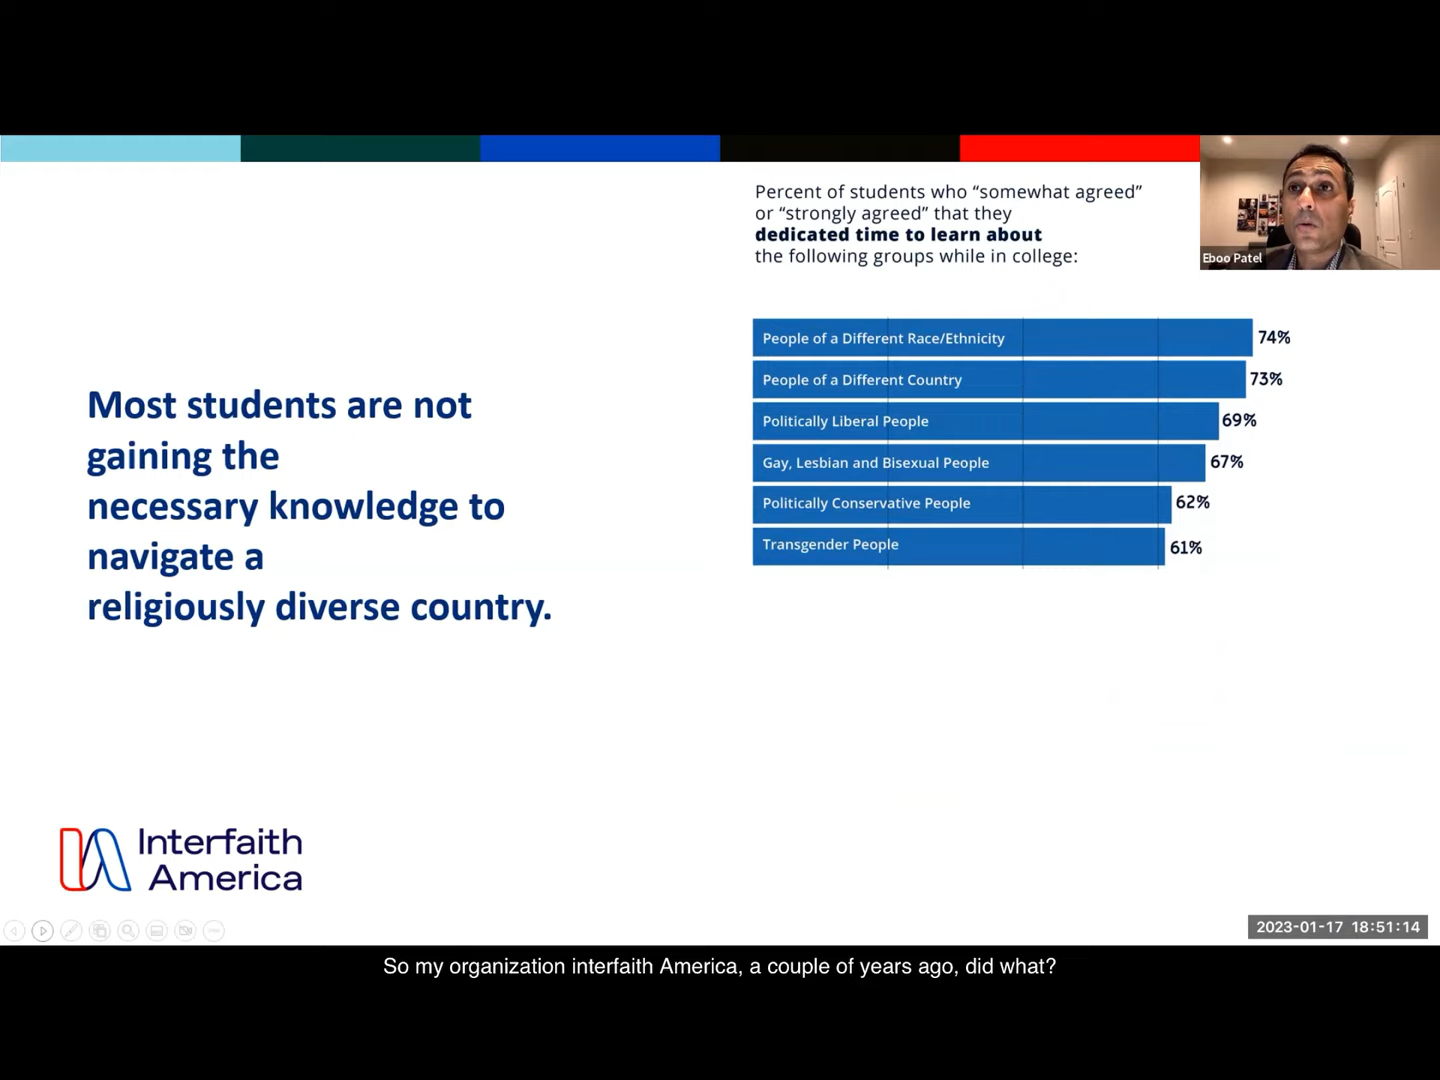 Percent of students who “somewhat agreed”
or “strongly agreed” that they
dedicated time to learn about
the following groups while in college:
Eboo Patel
People of a Different Race/Ethnicity 74%
People of a Different Country 73%
Politically Liberal People 69%
Gay, Lesbian and Bisexual People 67%
Politically Conservative People 62%
Transgender People 61%
Most students are not
gaining the
necessary knowledge to
navigate a
religiously diverse country.
Interfaith
America
2023-01-17 18:51:14
So my organization interfaith America, a couple of years ago, did what?